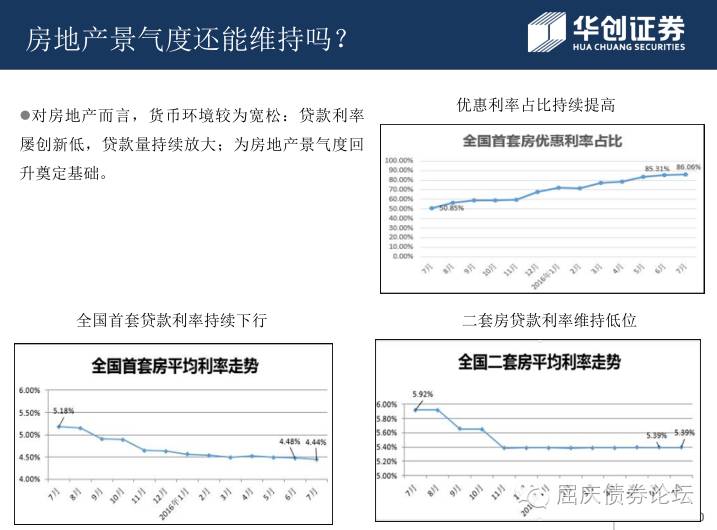 房地产景气度还能维持吗？
华创证券
HUA CHUANG SECURITIES
●对房地产而言，货币环境较为宽松：贷款利率
屡创新低，贷款量持续放大；为房地产景气度回
升奠定基础。
优惠利率占比持续提高
全国首套房优惠利率占比
100.00%
90.00%
80.00%
70.00%
60.00%
50.00%
40.00%
30.00%
20.00%
10.00%
0.00%
50.85%
85.31%
86.06%
7月
8月
9月
10月
11月
12月
2016年1月
2月
3月
4月
5月
6月
7月
全国首套贷款利率持续下行
全国首套房平均利率走势
6.00%
5.50%
5.00%
4.50%
4.00%
5.18%
4.48%
4.44%
7月
8月
9月
10月
11月
12月
2016年1月
2月
3月
4月
5月
6月
7月
二套房贷款利率维持低位
全国二套房平均利率走势
6.00%
5.80%
5.60%
5.40%
5.20%
5.00%
5.92%
5.39%
5.39%
7月
8月
9月
10月
11月
屈庆债券论坛